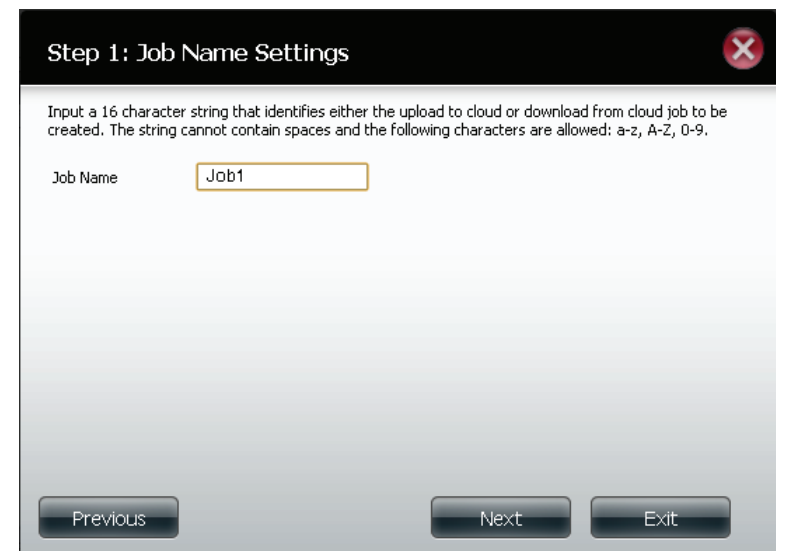 Step 1: Job Name Settings
Input a 16 character string that identifies either the upload to cloud or download from cloud job to be
created. The string cannot contain spaces and the following characters are allowed: a-z, A-Z, 0-9.
Job Name Job1
Previous Next Exit